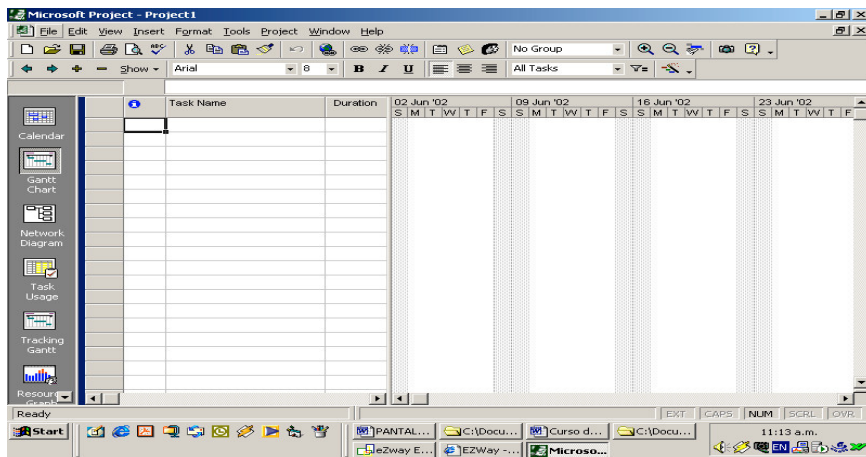 Microsoft Project - Project1
File Edit View Insert Format Tools Project Window Help
No Group
Show Arial 8 B I U All Tasks
Task Name Duration 02 Jun '02 09 Jun '02 16 Jun '02 23 Jun '02
S M T W T F S S M T W T F S S M T W T F S S M T W T F
Calendar
Gantt
Chart
Network
Diagram
Task
Usage
Tracking
Gantt
Resource
Graph
Ready EXT CAPS NUM SCRL OVR
Start PANTAL... C:\Docu... Curso d... C:\Docu... 11:13 a.m.
eZway E... EZWay -... Microso... EN